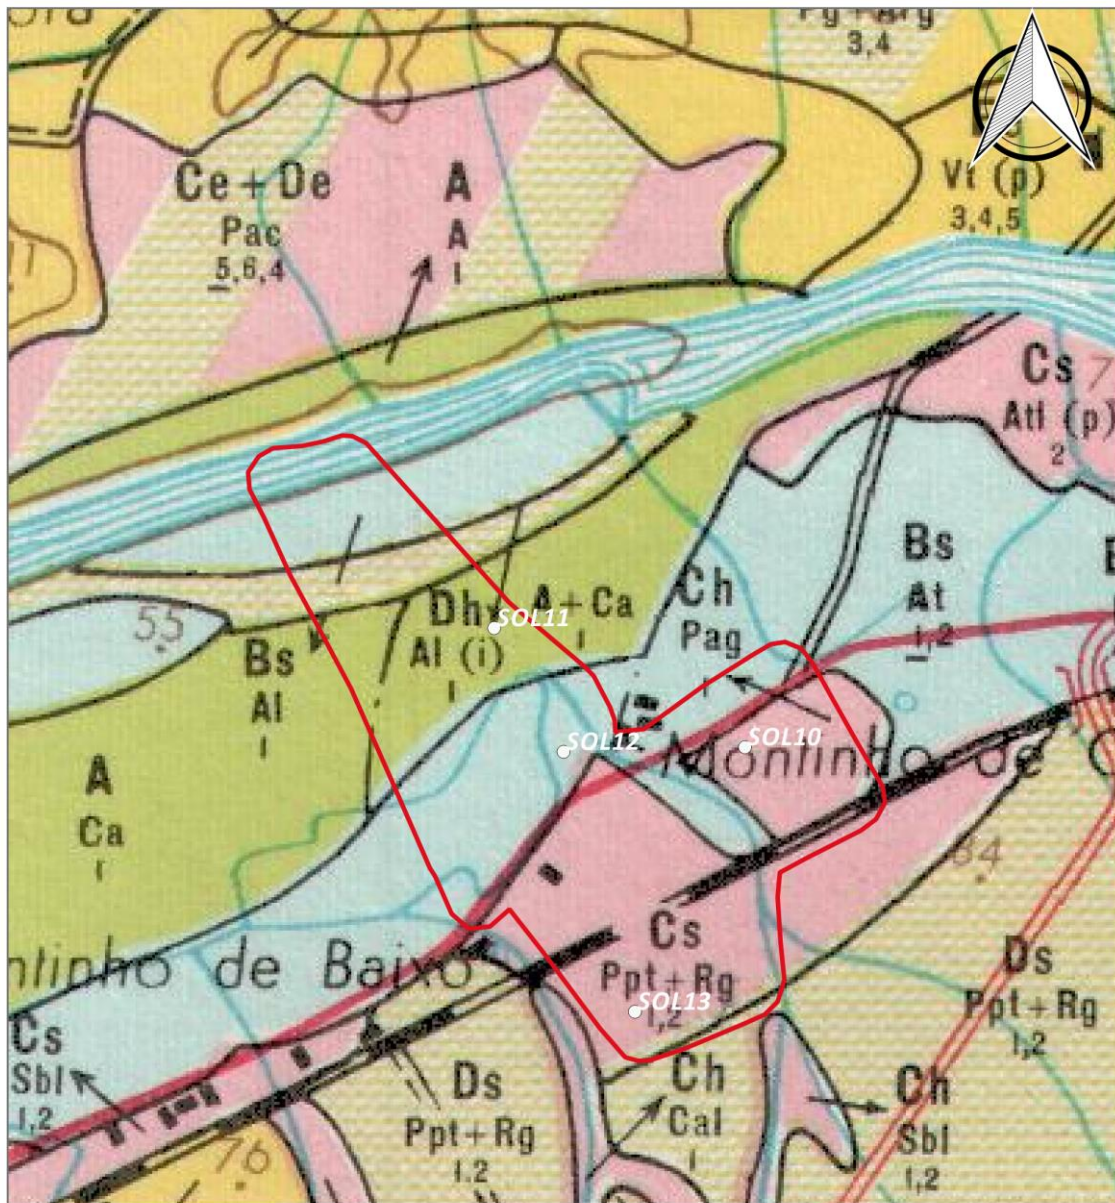 3,4
Vt (p)
3,4,5
Ce + De
Pac
5,6,4
A
A
I
Cs
Atl (p)
2
7
Bs
At
1,2
Ch
Pag
I
Dh
Al (i)
I
A + Ca
I
SOL11
55
Bs
Al
I
SOL12
SOL10
Montinho de
A
Ca
I
84
Cs
Ppt+Rg
1,2
SOL13
Ds
Ppt+Rg
1,2
ntinho de Baixo
Cs
Sbl
1,2
Ds
Ppt+Rg
1.2
Ch
Cal
I
Ch
Sbl
1,2
76